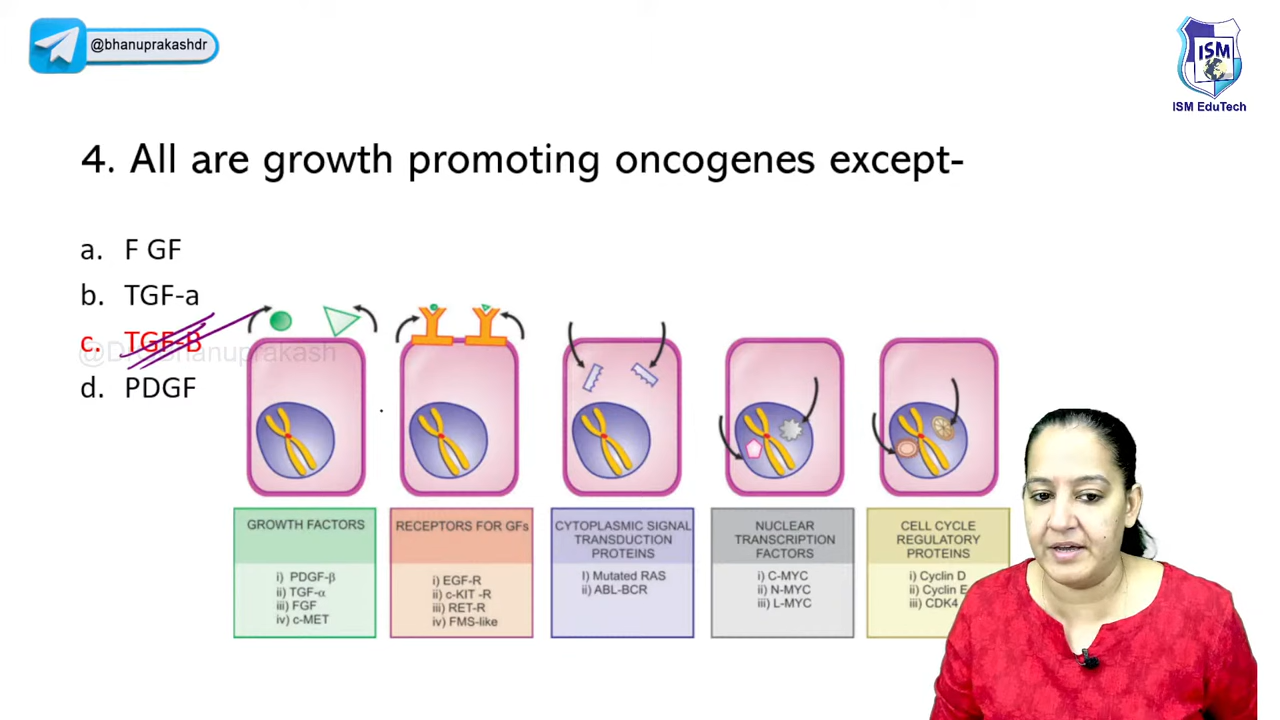 @bhanuprakashdr
ISM
ISM EduTech
4. All are growth promoting oncogenes except-
a. F GF
b. TGF-a
c. TGF-B
d. PDGF
GROWTH FACTORS
i) PDGF-β
ii) TGF-α
iii) FGF
iv) c-MET
RECEPTORS FOR GFs
i) EGF-R
ii) c-KIT -R
iii) RET-R
iv) FMS-like
CYTOPLASMIC SIGNAL
TRANSDUCTION
PROTEINS
I) Mutated RAS
ii) ABL-BCR
NUCLEAR
TRANSCRIPTION
FACTORS
i) C-MYC
ii) N-MYC
iii) L-MYC
CELL CYCLE
REGULATORY
PROTEINS
i) Cyclin D
ii) Cyclin E
iii) CDK4